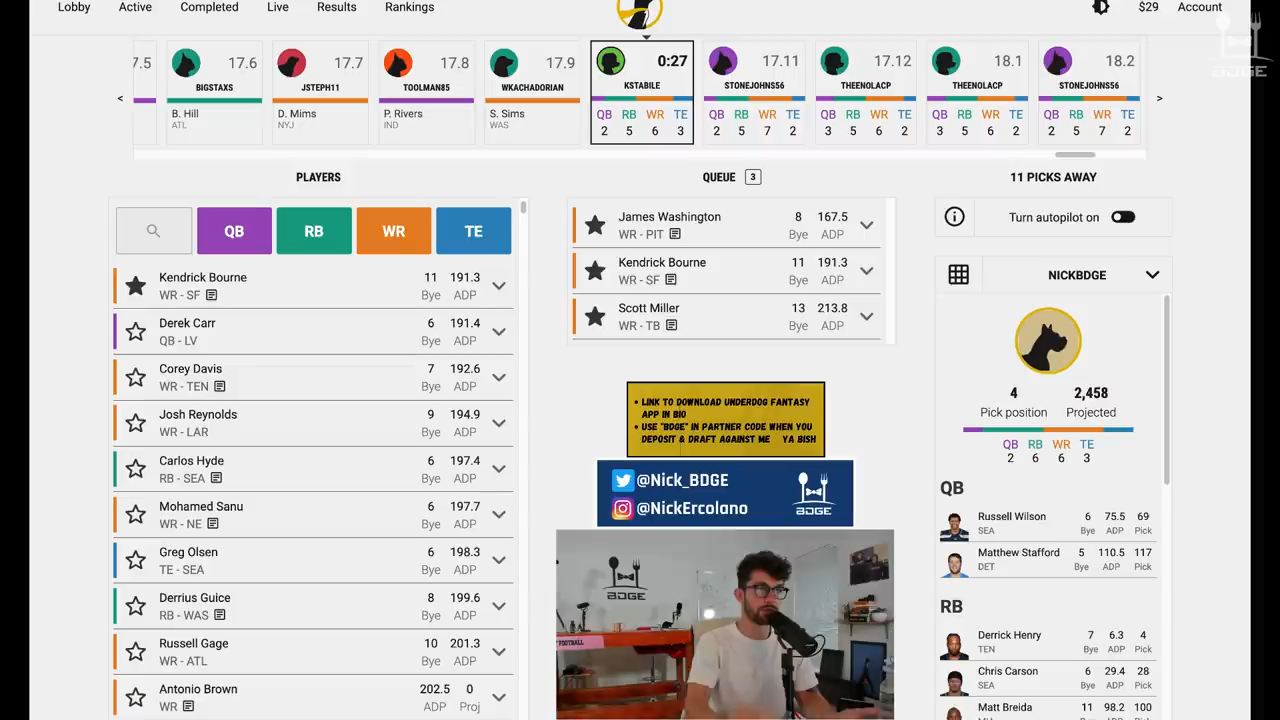 Lobby Active Completed Live Results Rankings $29 Account
17.5 17.6 17.7 17.8 17.9 0:27 17.11 17.12 18.1 18.2
BIGSTAXS JSTEPH11 TOOLMAN85 WKACHADORIAN KSTABILE STONEJOHNS56 THEENOLACP THEENOLACP STONEJOHNS56
B. Hill D. Mims P. Rivers S. Sims QB RB WR TE QB RB WR TE QB RB WR TE QB RB WR TE QB RB WR TE
ATL NYJ IND WAS 2 5 6 3 2 5 7 2 3 5 6 2 3 5 6 2 2 5 7 2
< >
BDGE
PLAYERS
QB RB WR TE
Kendrick Bourne 11 191.3
WR - SF Bye ADP
Derek Carr 6 191.4
QB - LV Bye ADP
Corey Davis 7 192.6
WR - TEN Bye ADP
Josh Reynolds 9 194.9
WR - LAR Bye ADP
Carlos Hyde 6 197.4
RB - SEA Bye ADP
Mohamed Sanu 6 197.7
WR - NE Bye ADP
Greg Olsen 6 198.3
TE - SEA Bye ADP
Derrius Guice 8 199.6
RB - WAS Bye ADP
Russell Gage 10 201.3
WR - ATL Bye ADP
Antonio Brown 202.5 0
WR ADP Proj
QUEUE 3
James Washington 8 167.5
WR - PIT Bye ADP
Kendrick Bourne 11 191.3
WR - SF Bye ADP
Scott Miller 13 213.8
WR - TB Bye ADP
• LINK TO DOWNLOAD UNDERDOG FANTASY
APP IN BIO
• USE "BDGE" IN PARTNER CODE WHEN YOU
DEPOSIT & DRAFT AGAINST ME YA BISH
@Nick_BDGE
@NickErcolano
BDGE
BDGE
FOOTBALL
11 PICKS AWAY
Turn autopilot on
NICKBDGE
4 2,458
Pick position Projected
QB RB WR TE
2 6 6 3
QB
Russell Wilson 6 75.5 69
SEA Bye ADP Pick
Matthew Stafford 5 110.5 117
DET Bye ADP Pick
RB
Derrick Henry 7 6.3 4
TEN Bye ADP Pick
Chris Carson 6 29.4 28
SEA Bye ADP Pick
Matt Breida 11 98.2 100
Bye ADP Pick